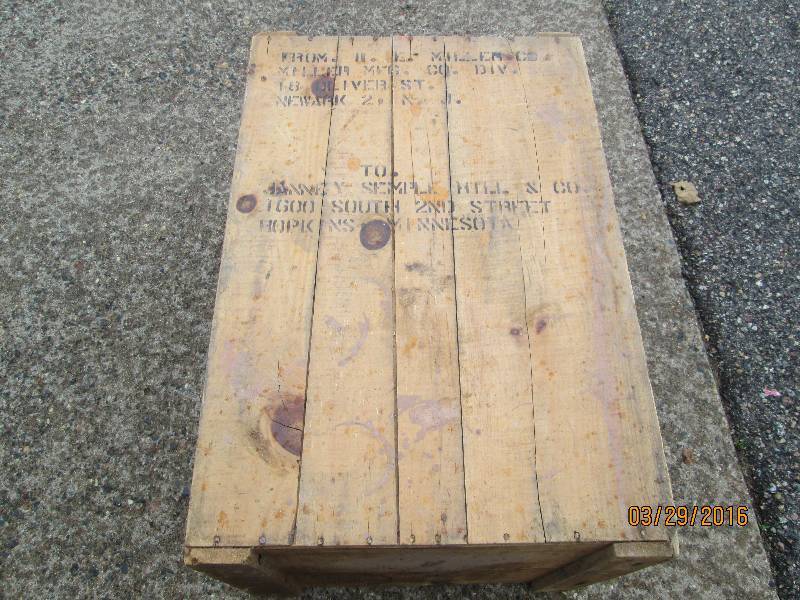 FROM. H. E. MILLER CO.
MILLER MFG. CO. DIV.
18 OLIVER ST.
NEWARK 2, N. J.
TO.
JANNEY SEMPLE HILL & CO.
1600 SOUTH 2ND STREET
HOPKINS MINNESOTA
03/29/2016